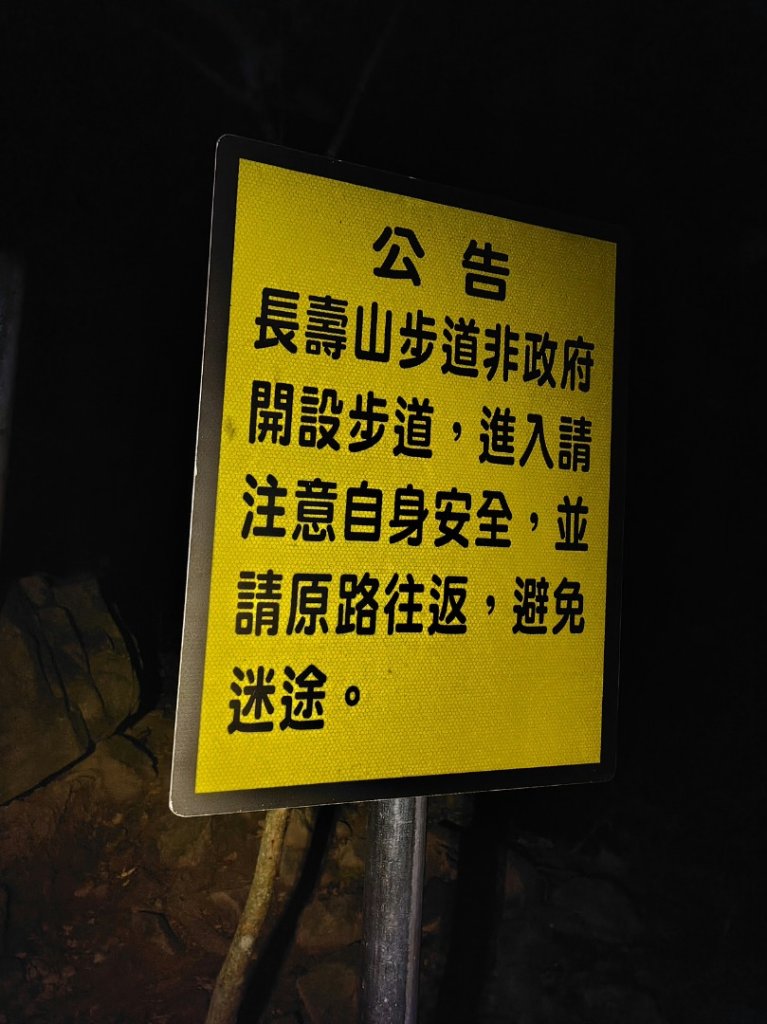 公告
長壽山步道非政府
開設步道，進入請
注意自身安全，並
請原路往返，避免
迷途。